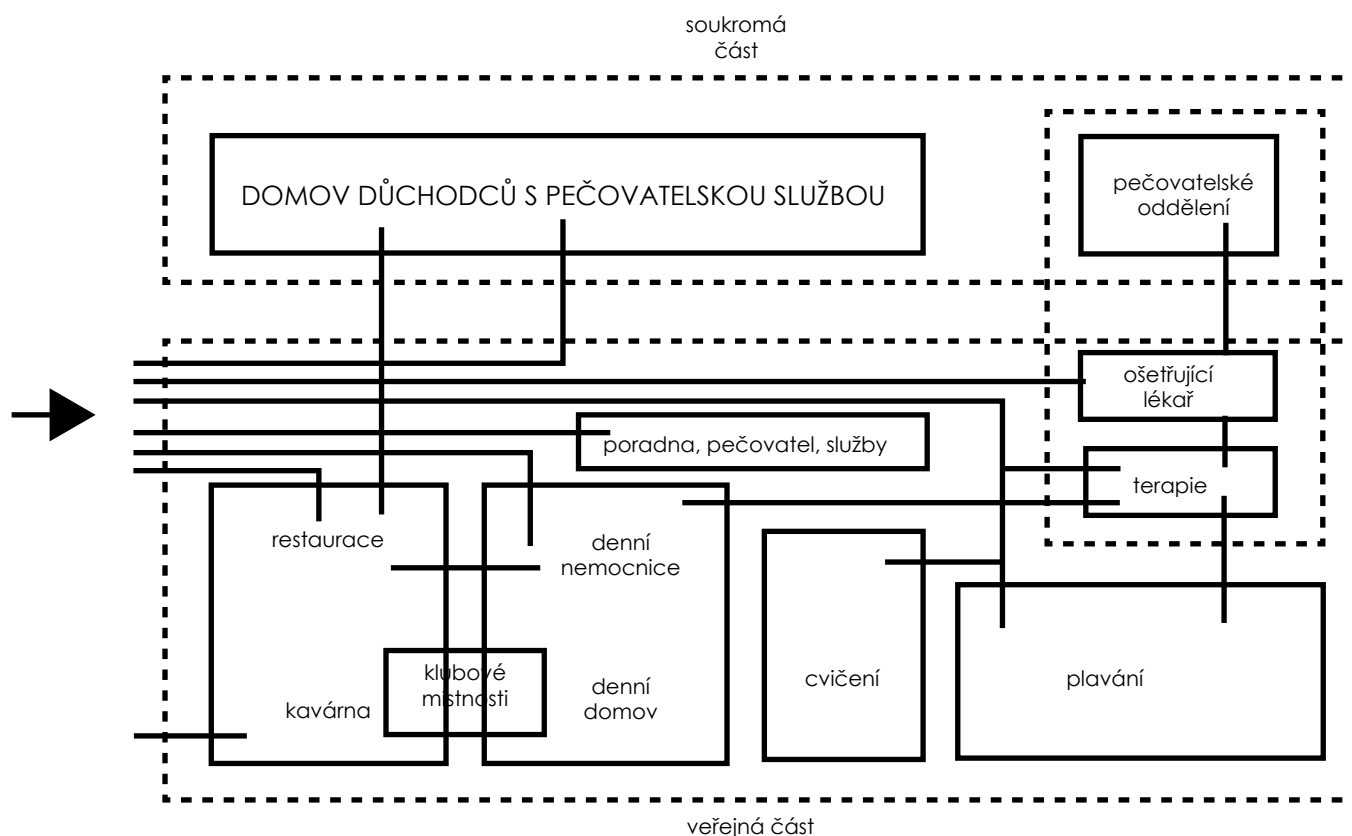 soukromá
část
DOMOV DŮCHODCŮ S PEČOVATELSKOU SLUŽBOU
pečovatelské
oddělení
ošetřující
lékař
poradna, pečovatel, služby
terapie
restaurace
denní
nemocnice
klubové
místnosti
kavárna
denní
domov
cvičení
plavání
veřejná část